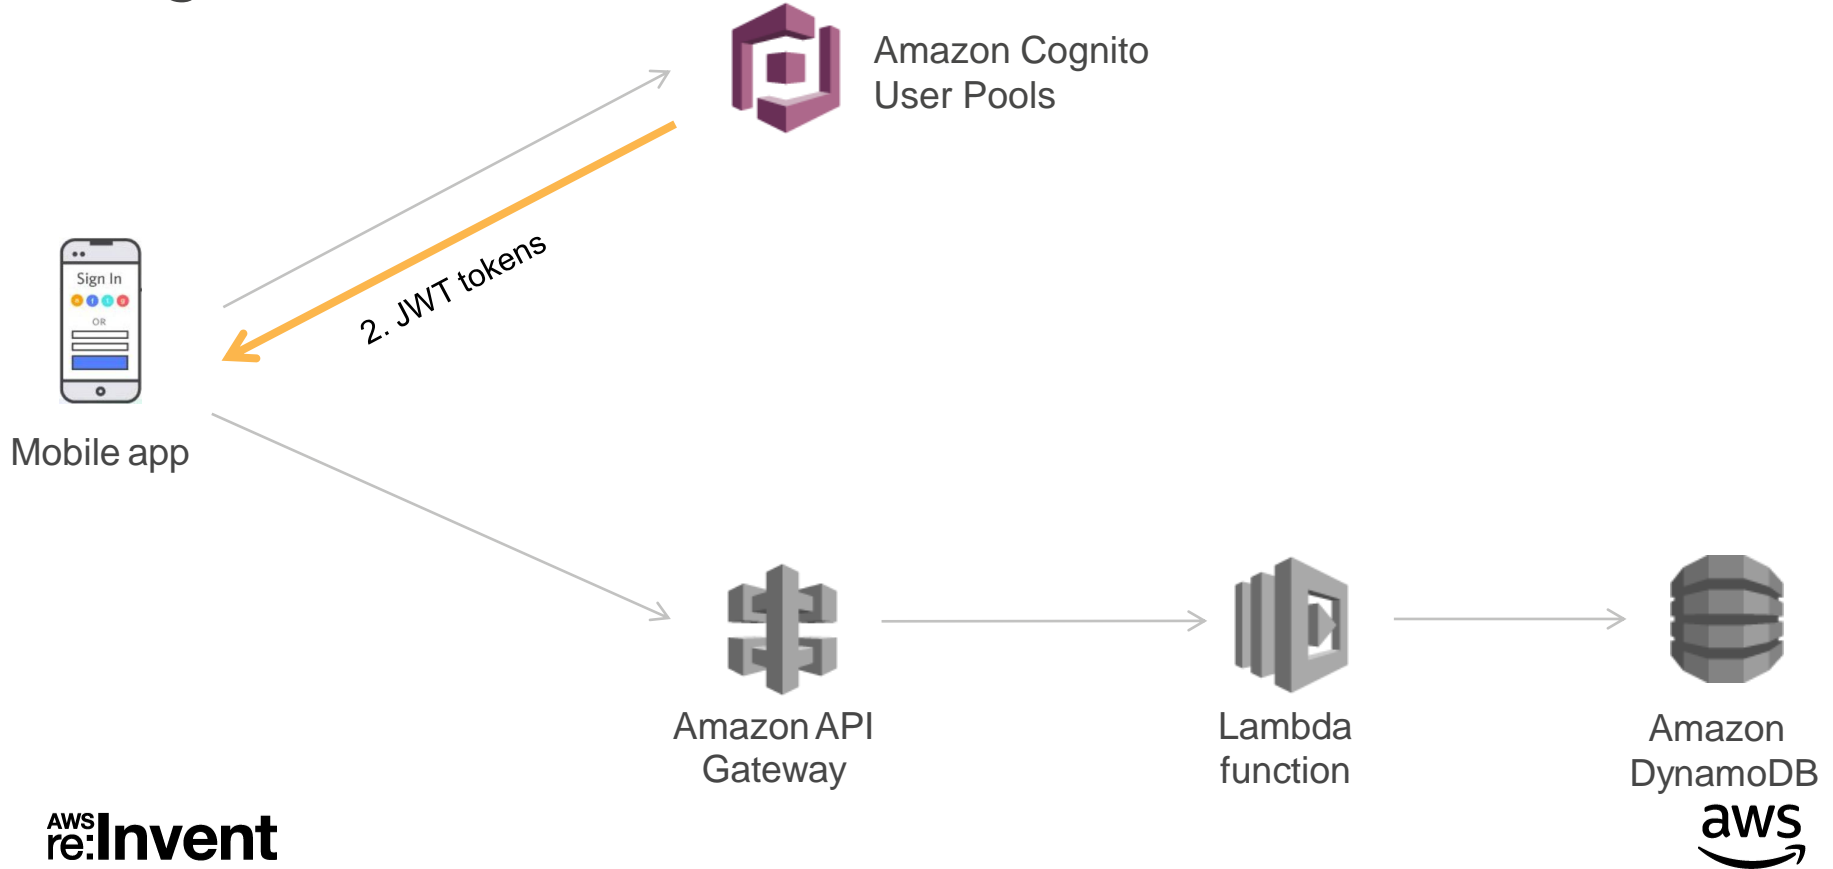 Amazon Cognito
User Pools
2. JWT tokens
Sign In
OR
Mobile app
Amazon API
Gateway
Lambda
function
Amazon
DynamoDB
AWS
re:Invent
aws